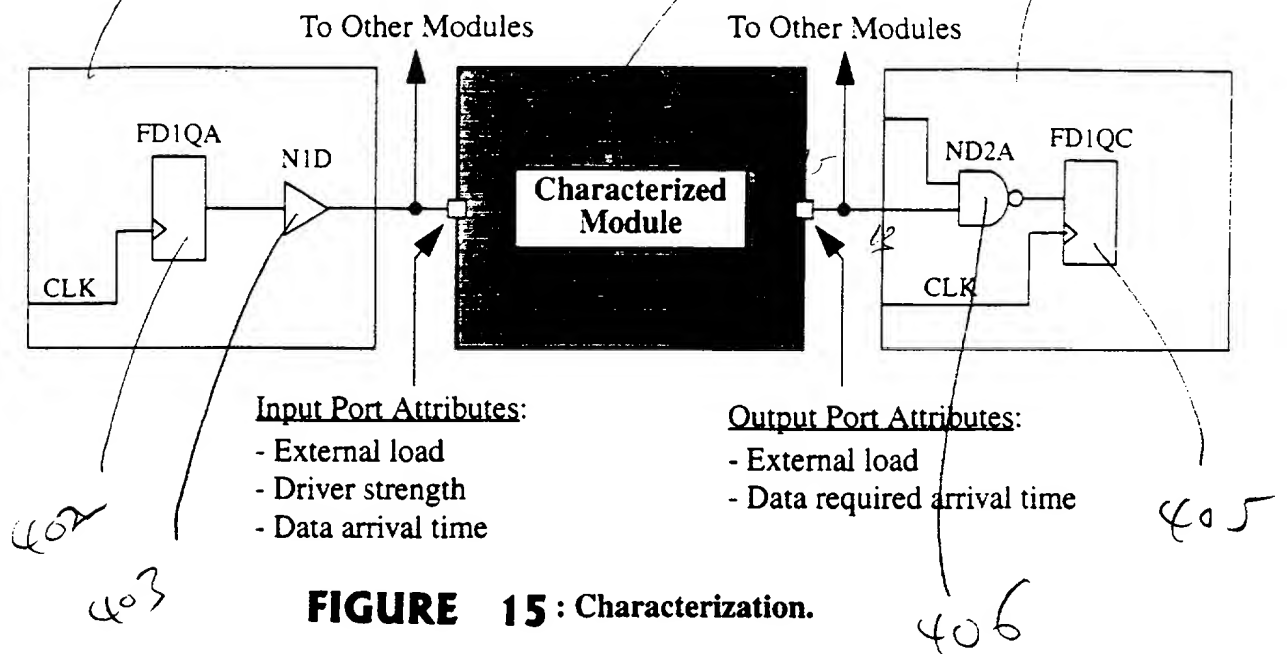 To Other Modules
To Other Modules
FD1QA
N1D
CLK
Characterized
Module
ND2A
FD1QC
CLK
Input Port Attributes:
- External load
- Driver strength
- Data arrival time
Output Port Attributes:
- External load
- Data required arrival time
402
403
405
406
FIGURE 15: Characterization.